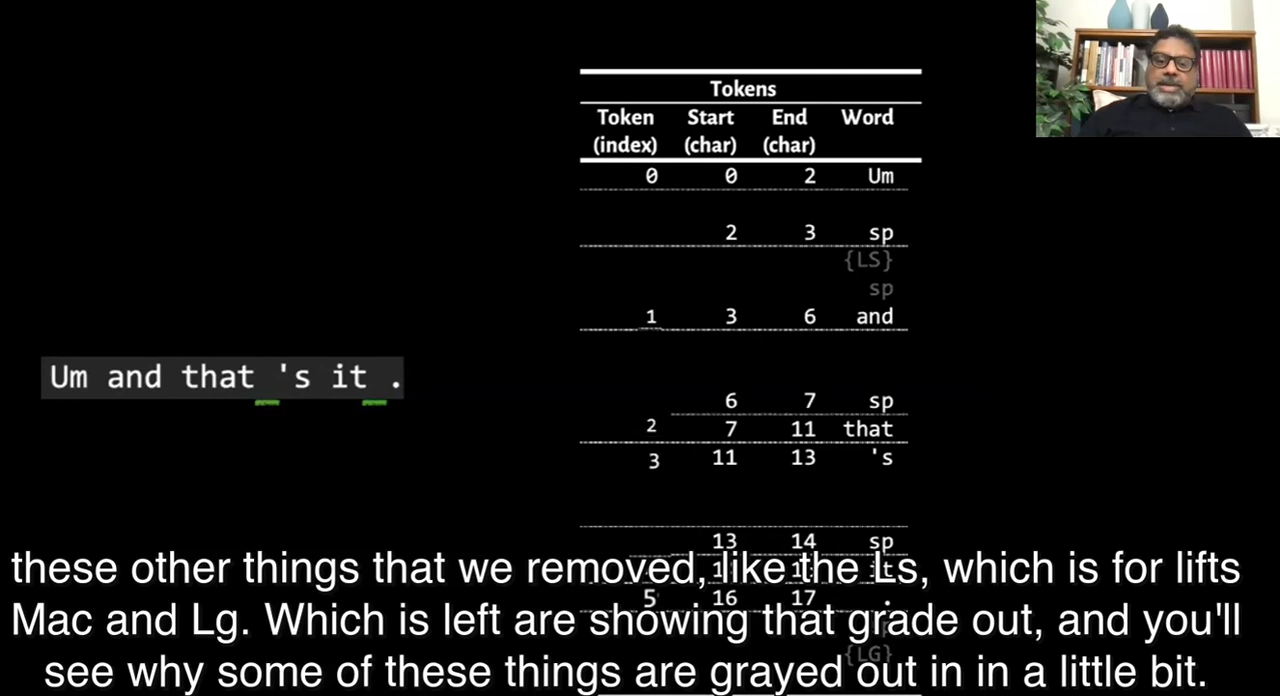 Tokens
Token Start End Word
(index) (char) (char)
0 0 2 Um
2 3 sp
{LS}
sp
1 3 6 and
Um and that 's it .
6 7 sp
2 7 11 that
3 11 13 's
13 14 sp
these other things that we removed, like the Ls, which is for lifts
5 16 17 .
Mac and Lg. Which is left are showing that grade out, and you'll
{LG}
see why some of these things are grayed out in in a little bit.